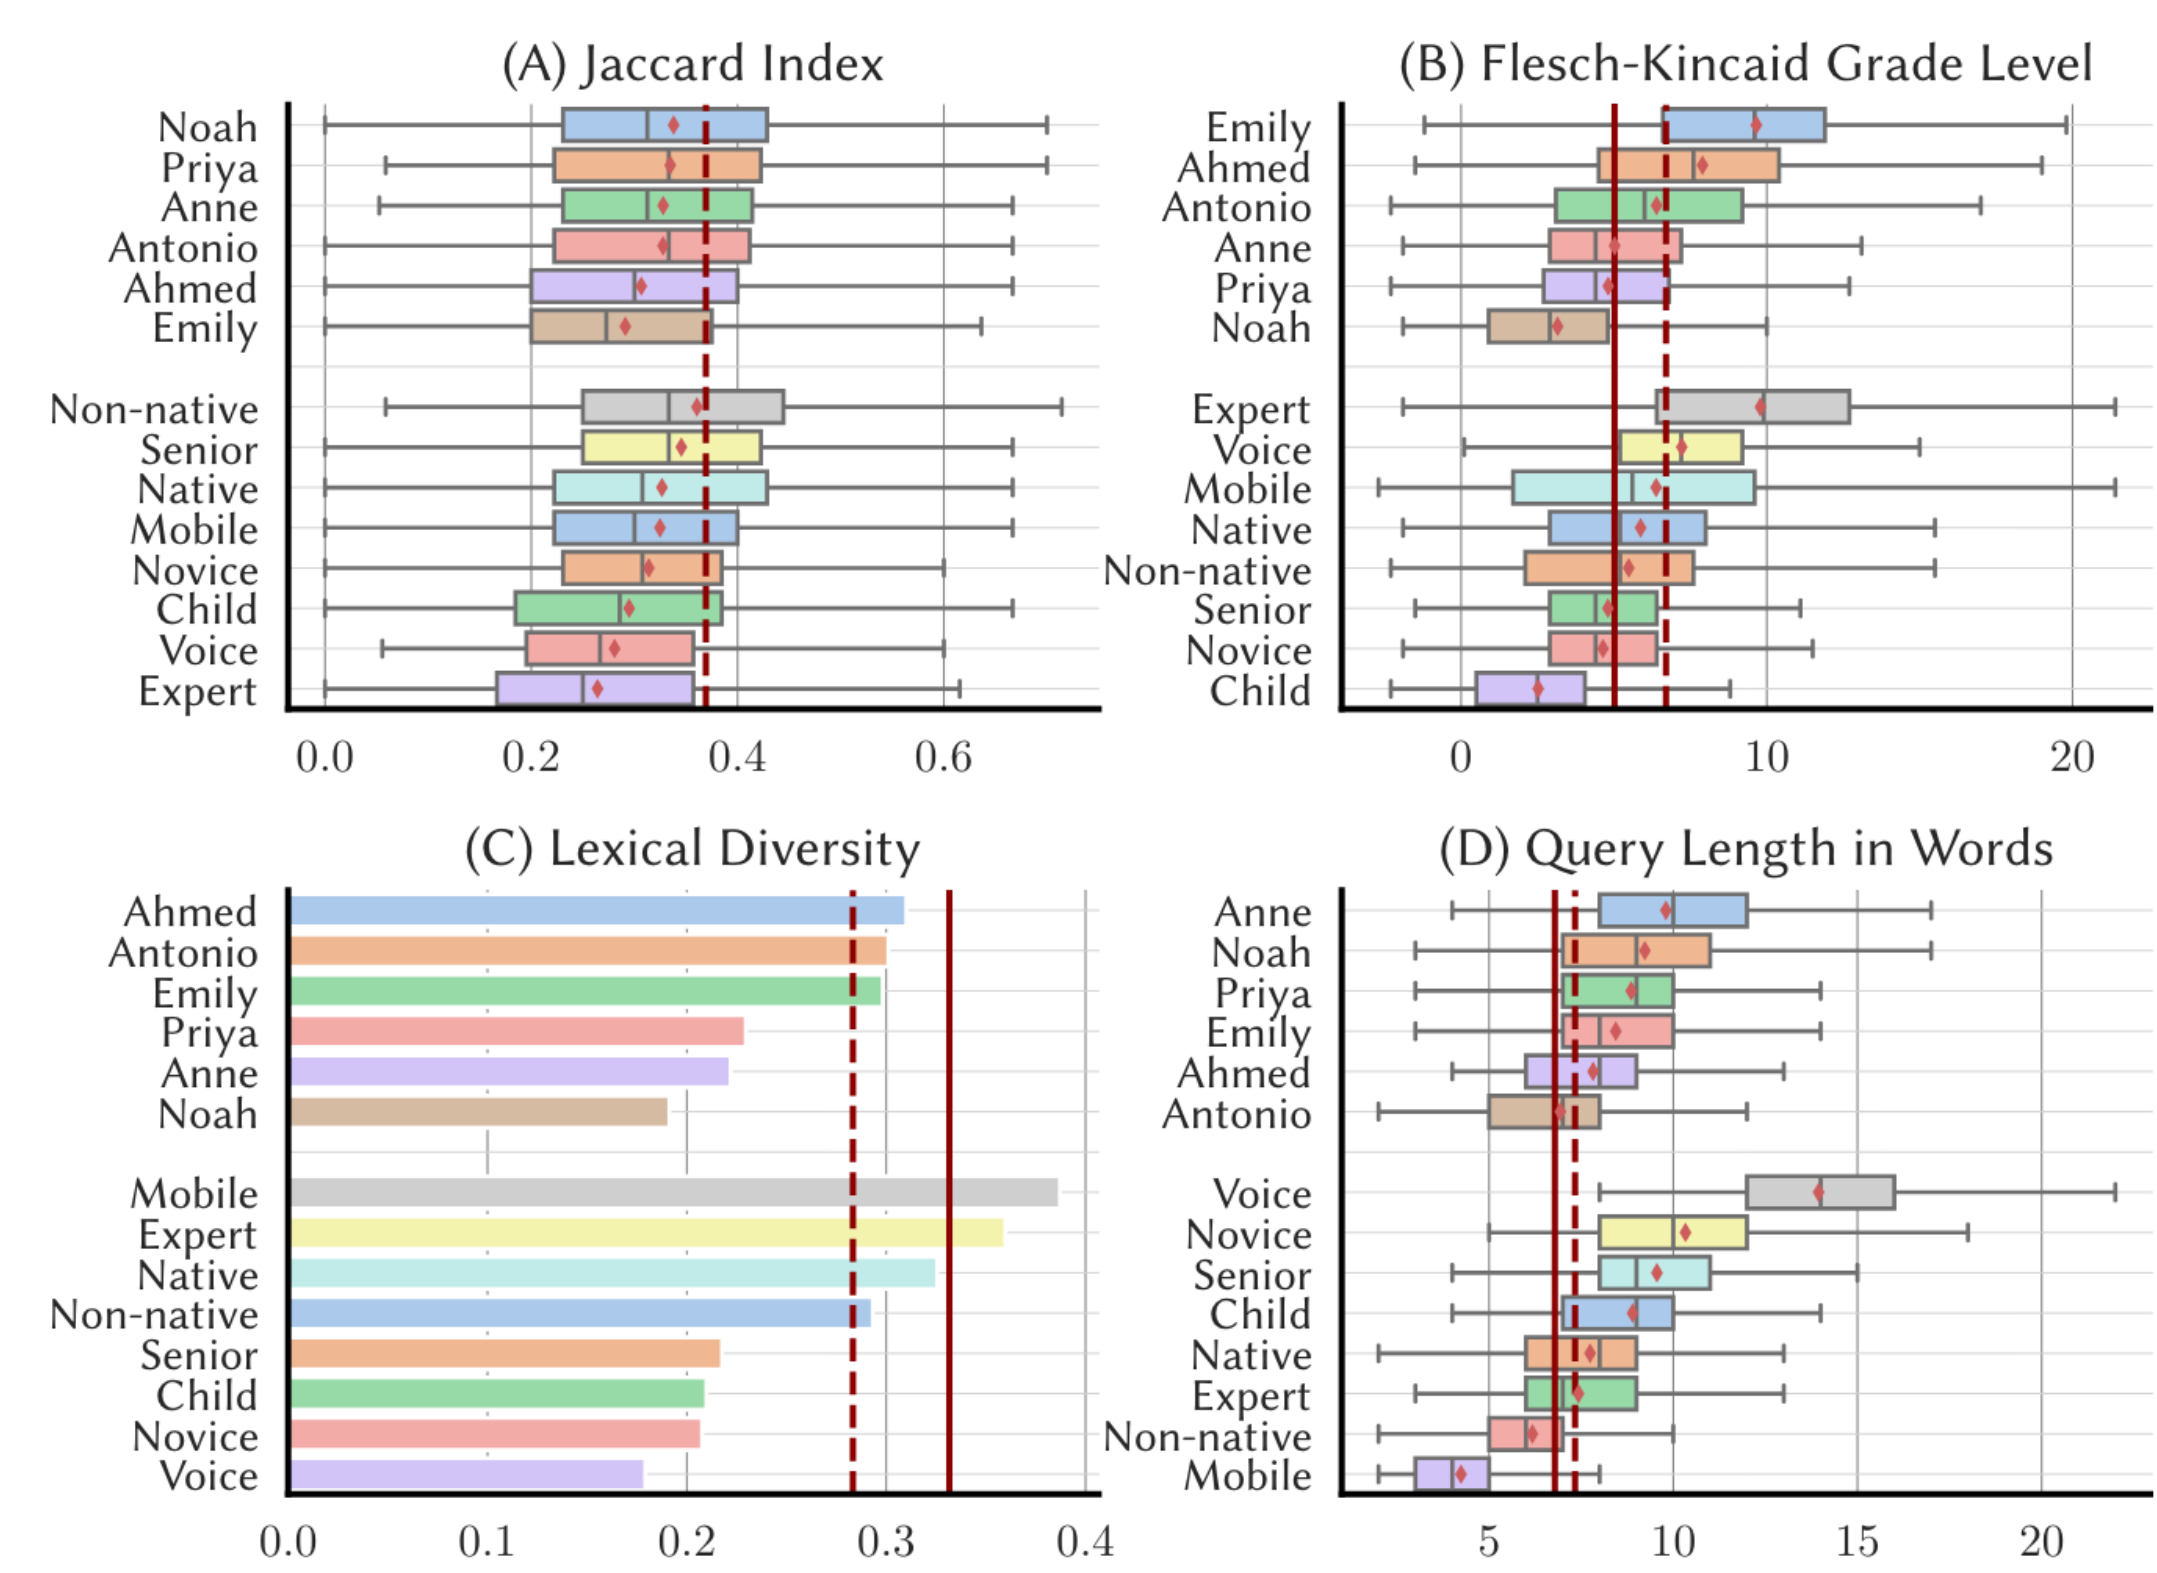 (A) Jaccard Index
Noah
Priya
Anne
Antonio
Ahmed
Emily
Non-native
Senior
Native
Mobile
Novice
Child
Voice
Expert
0.0 0.2 0.4 0.6
(B) Flesch-Kincaid Grade Level
Emily
Ahmed
Antonio
Anne
Priya
Noah
Expert
Voice
Mobile
Native
Non-native
Senior
Novice
Child
0 10 20
(C) Lexical Diversity
Ahmed
Antonio
Emily
Priya
Anne
Noah
Mobile
Expert
Native
Non-native
Senior
Child
Novice
Voice
0.0 0.1 0.2 0.3 0.4
(D) Query Length in Words
Anne
Noah
Priya
Emily
Ahmed
Antonio
Voice
Novice
Senior
Child
Native
Expert
Non-native
Mobile
5 10 15 20